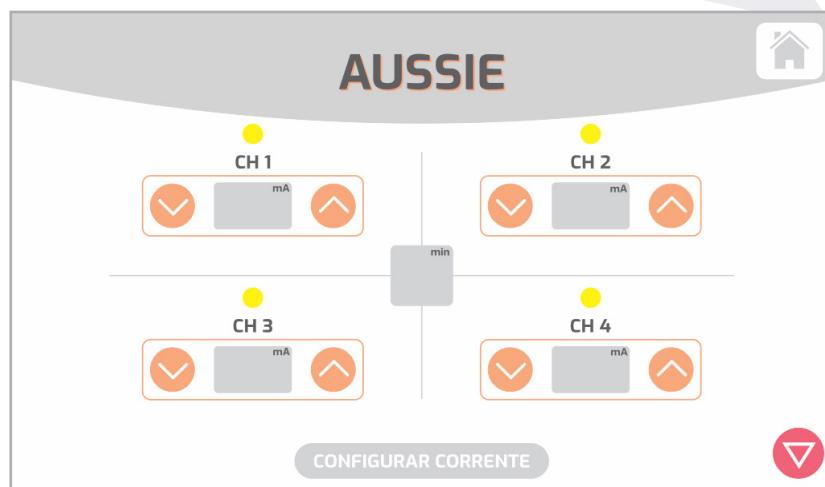 AUSSIE
CH 1
mA
CH 2
mA
min
CH 3
mA
CH 4
mA
CONFIGURAR CORRENTE